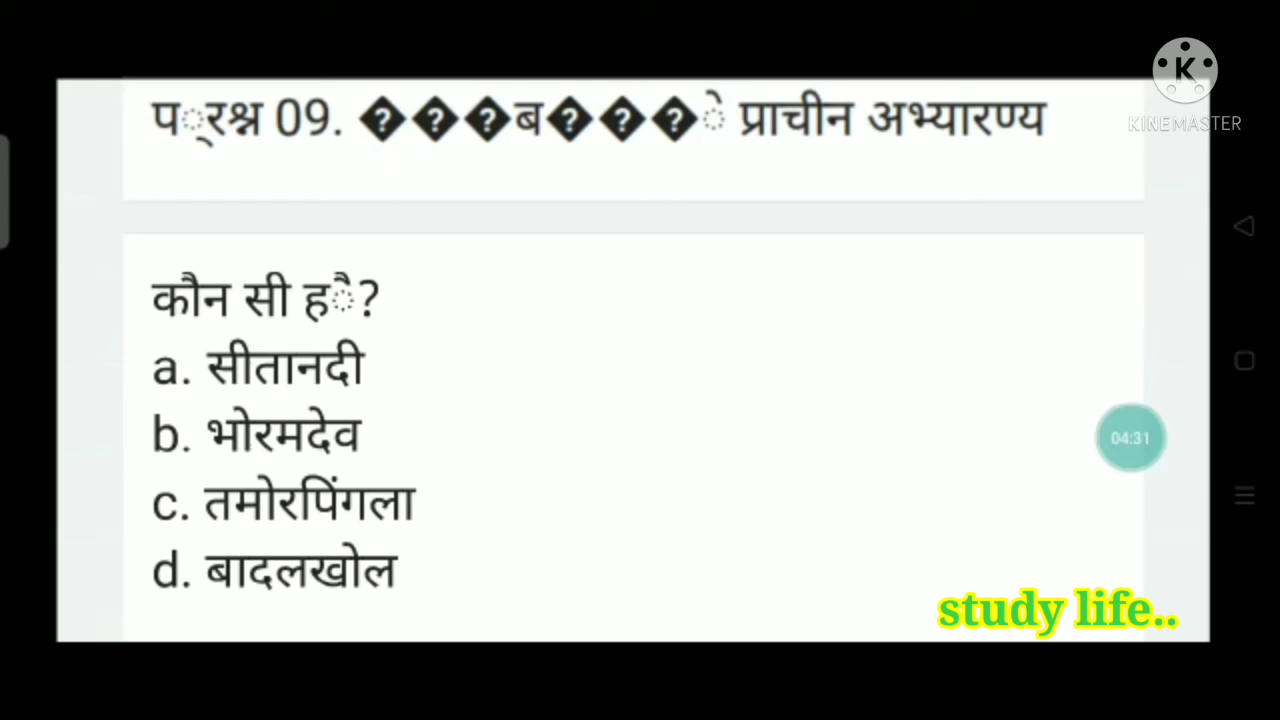 KINEMASTER
प्रश्न 09. ���ब���े प्राचीन अभ्यारण्य
कौन सी है?
a. सीतानदी
b. भोरमदेव
c. तमोरपिंगला
d. बादलखोल
04:31
study life..